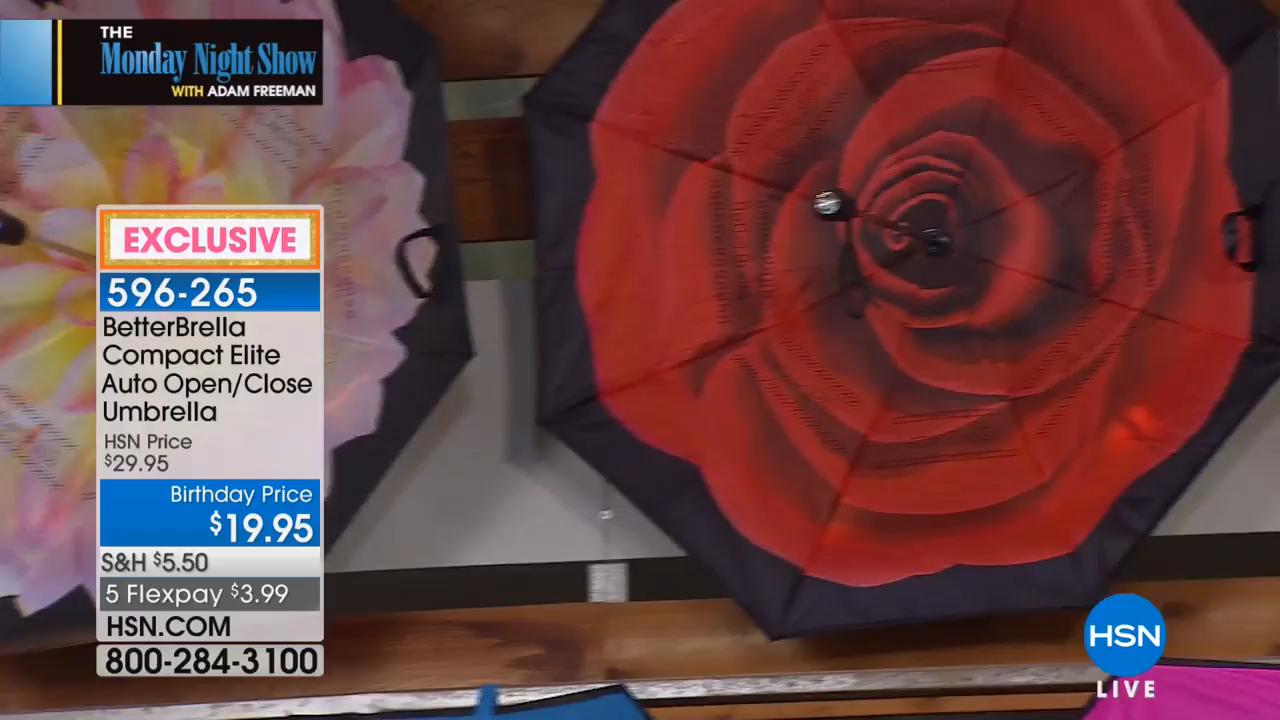 THE
Monday Night Show
WITH ADAM FREEMAN
EXCLUSIVE
596-265
BetterBrella
Compact Elite
Auto Open/Close
Umbrella
HSN Price
$29.95
Birthday Price
$19.95
S&H $5.50
5 Flexpay $3.99
HSN.COM
800-284-3100
HSN
LIVE